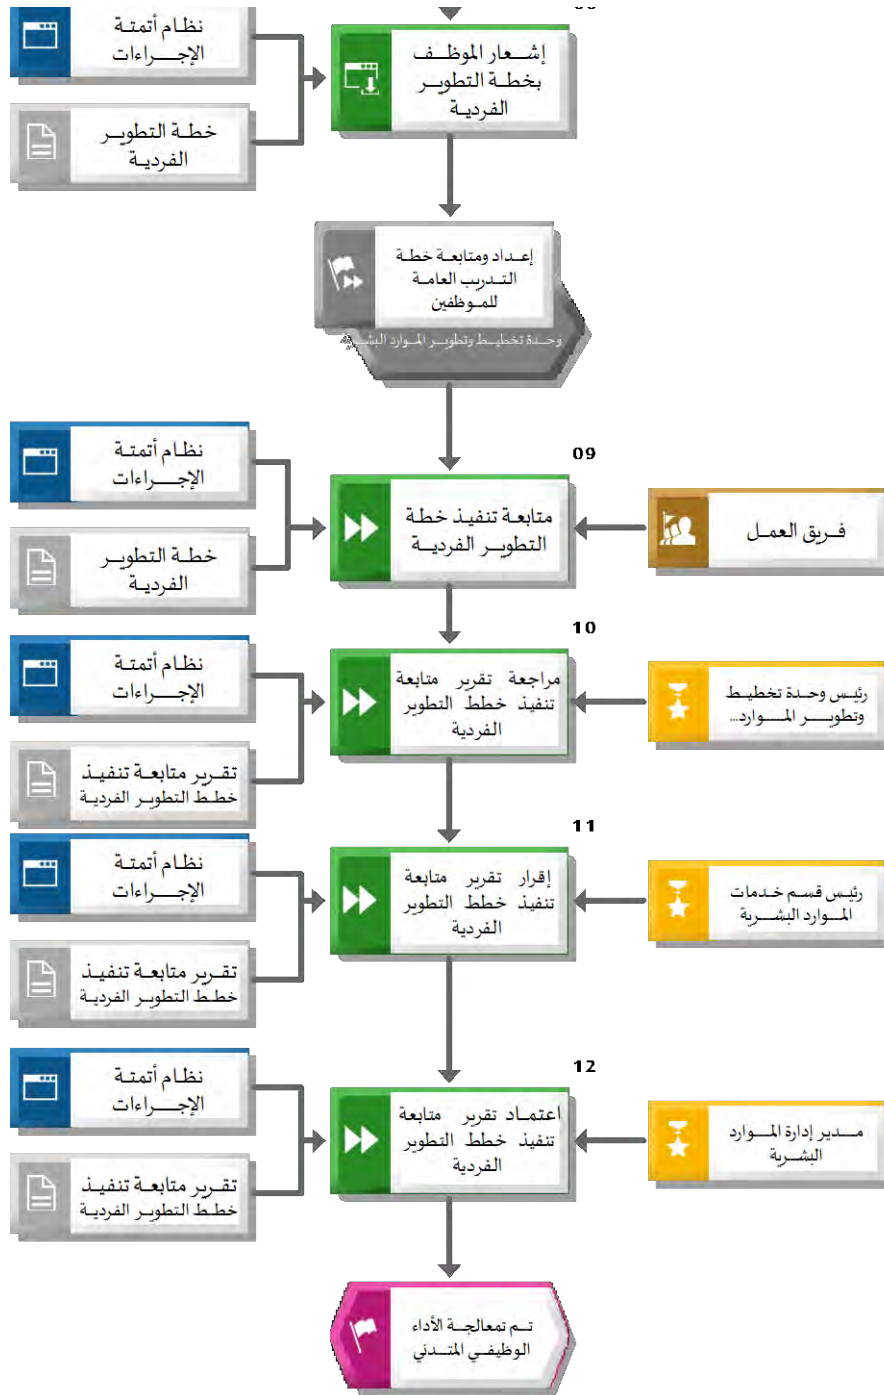 نظام أتمتة
الإجراءات
إشعار الموظف
بخطة التطوير
الفردية
خطة التطوير
الفردية
إعداد ومتابعة خطة
التدريب العامة
للموظفين
وحدة تخطيط وتطوير الموارد البشرية
09
نظام أتمتة
الإجراءات
متابعة تنفيذ خطة
التطوير الفردية
فريق العمل
خطة التطوير
الفردية
10
نظام أتمتة
الإجراءات
مراجعة تقرير متابعة
تنفيذ خطط التطوير
الفردية
رئيس وحدة تخطيط
وتطوير الموارد...
تقرير متابعة تنفيذ
خطط التطوير الفردية
11
نظام أتمتة
الإجراءات
إقرار تقرير متابعة
تنفيذ خطط التطوير
الفردية
رئيس قسم خدمات
الموارد البشرية
تقرير متابعة تنفيذ
خطط التطوير الفردية
12
نظام أتمتة
الإجراءات
اعتماد تقرير متابعة
تنفيذ خطط التطوير
الفردية
مدير إدارة الموارد
البشرية
تقرير متابعة تنفيذ
خطط التطوير الفردية
تم تمعالجة الأداء
الوظيفي المتدني